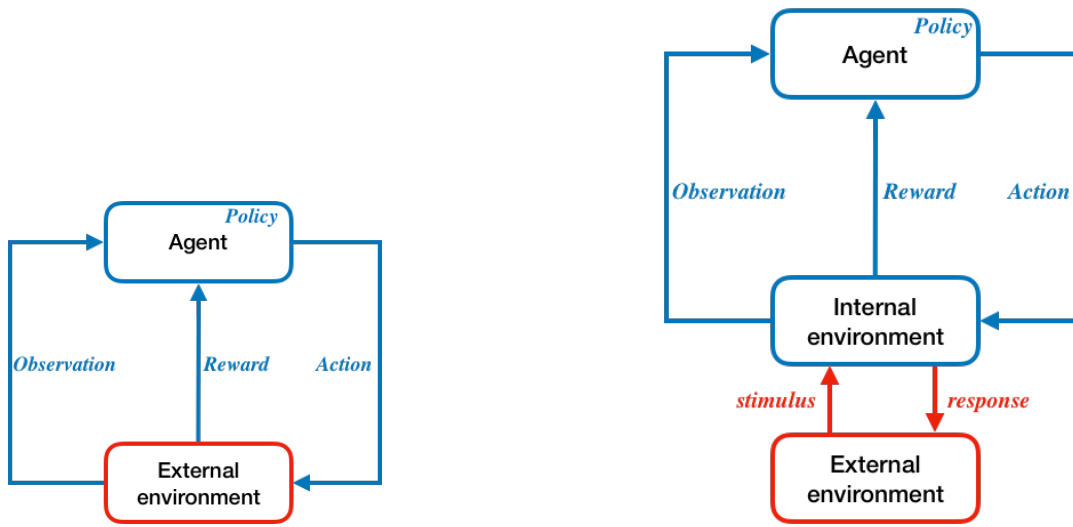 Policy
Agent
Observation
Reward
Action
External
environment
Policy
Agent
Observation
Reward
Action
Internal
environment
stimulus
response
External
environment